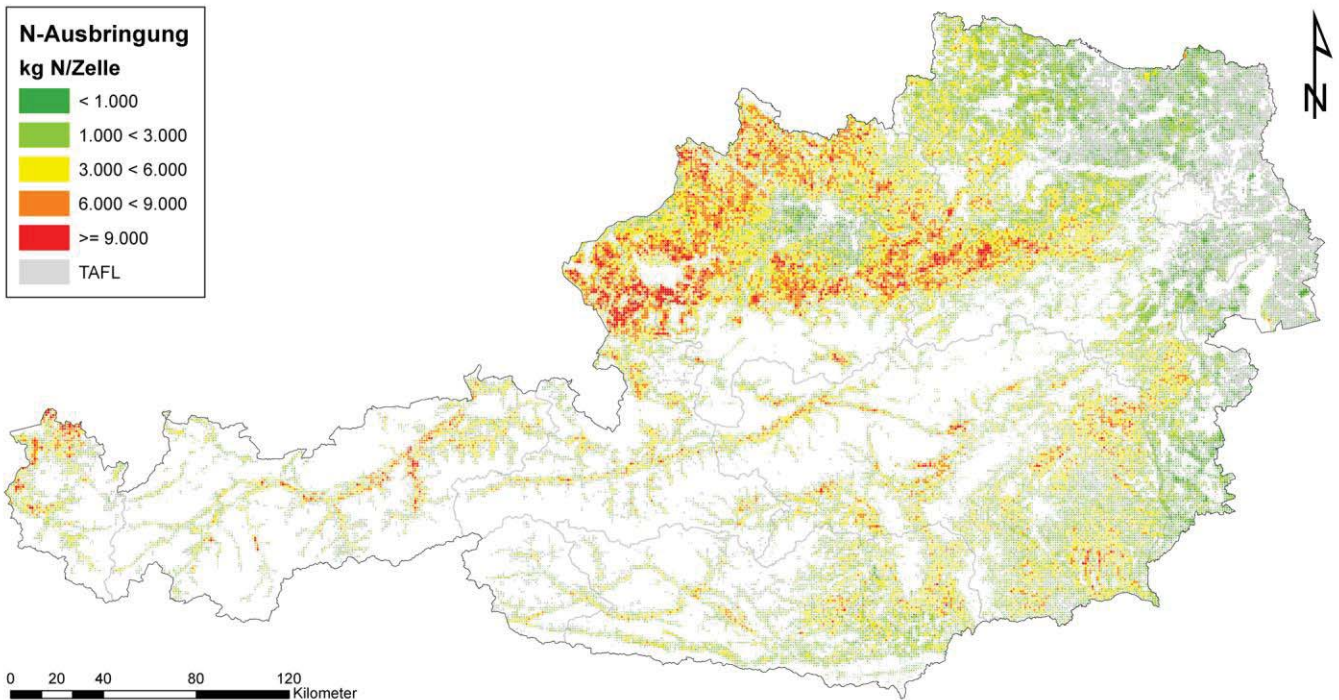 N-Ausbringung
kg N/Zelle
< 1.000
1.000 < 3.000
3.000 < 6.000
6.000 < 9.000
>= 9.000
TAFL
N
0 20 40 80 120
Kilometer